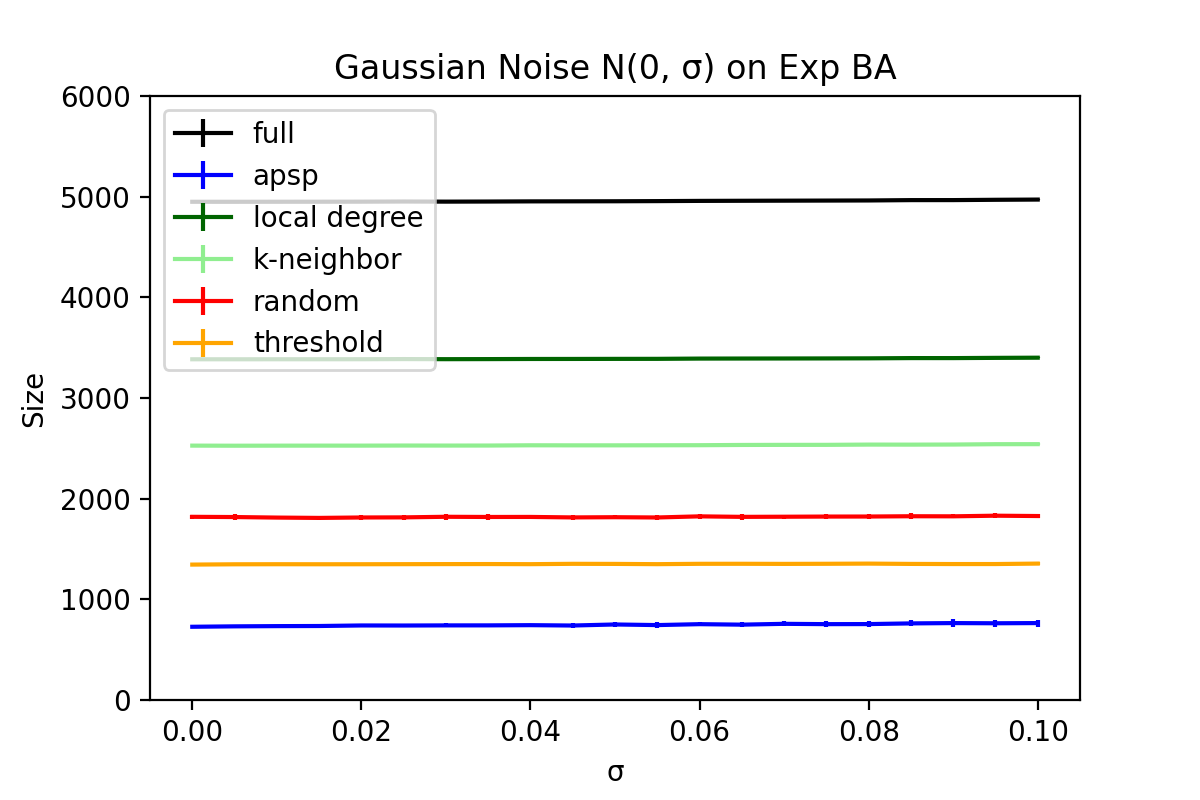 Gaussian Noise N(0, σ) on Exp BA
6000
5000
4000
3000
2000
1000
0
Size
full
apsp
local degree
k-neighbor
random
threshold
0.00 0.02 0.04 0.06 0.08 0.10
σ